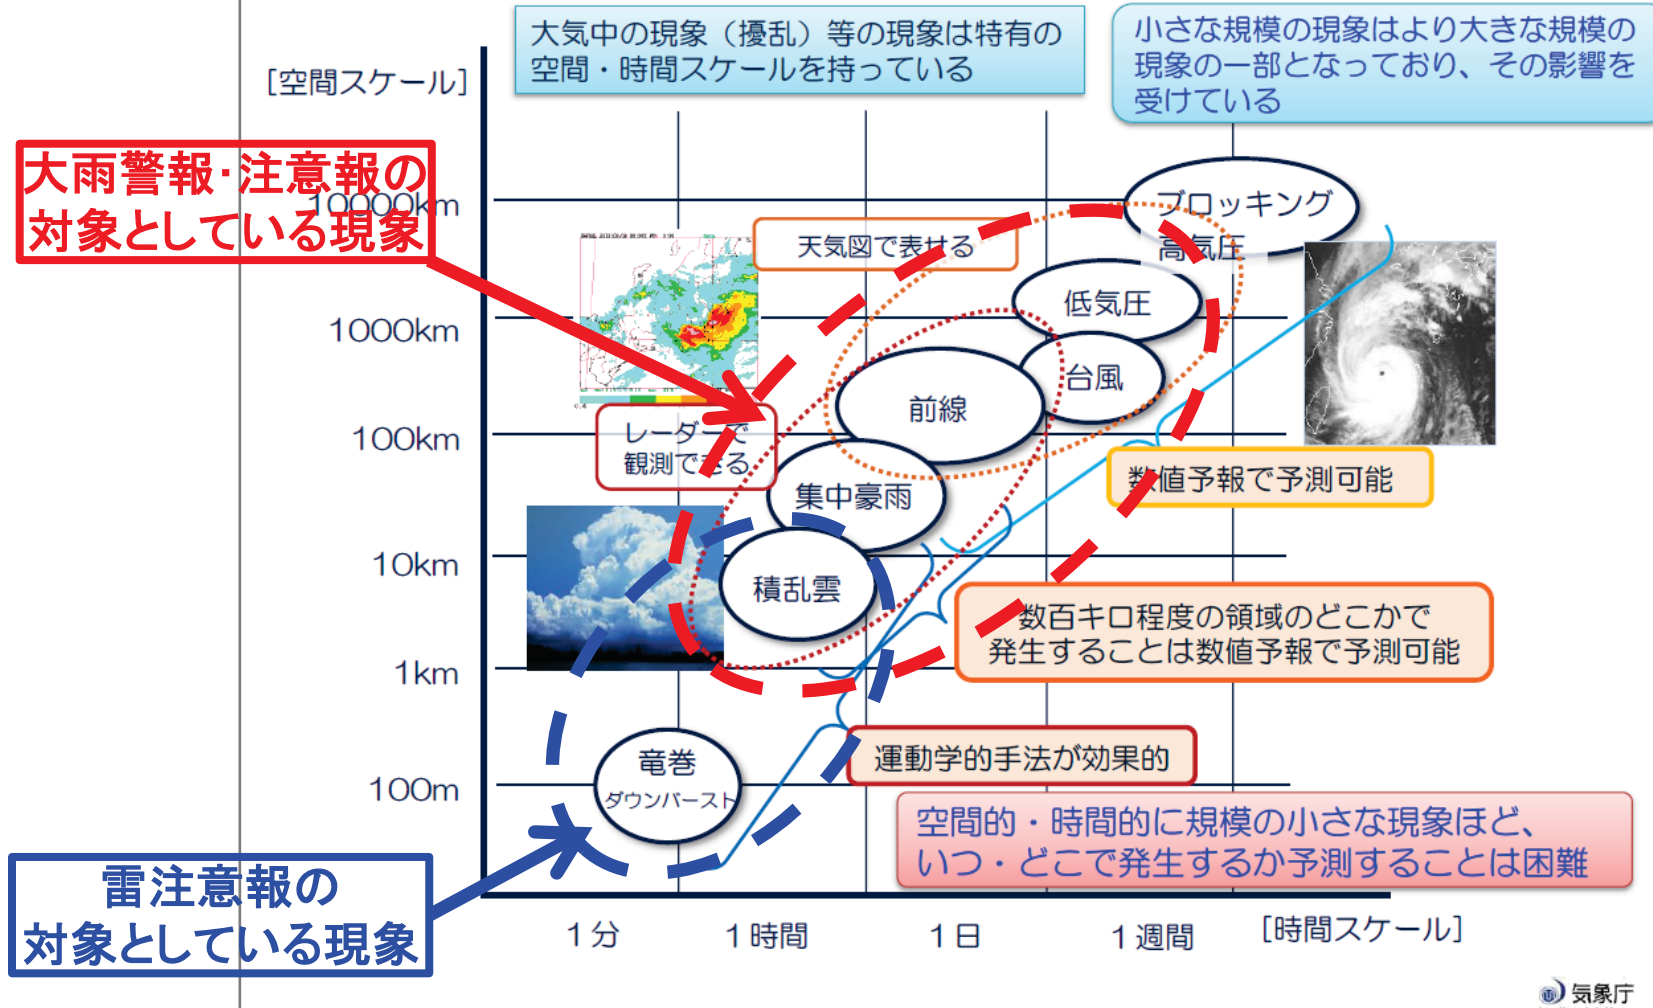 大気中の現象（擾乱）等の現象は特有の
空間・時間スケールを持っている
小さな規模の現象はより大きな規模の
現象の一部となっており、その影響を
受けている
[空間スケール]
大雨警報・注意報の
対象としている現象
10000km
1000km
100km
10km
1km
100m
ブロッキング
高気圧
天気図で表せる
低気圧
台風
前線
レーダーで
観測できる
集中豪雨
積乱雲
数値予報で予測可能
数百キロ程度の領域のどこかで
発生することは数値予報で予測可能
竜巻
ダウンバースト
運動学的手法が効果的
空間的・時間的に規模の小さな現象ほど、
いつ・どこで発生するか予測することは困難
雷注意報の
対象としている現象
1分
1時間
1日
1週間
[時間スケール]
気象庁